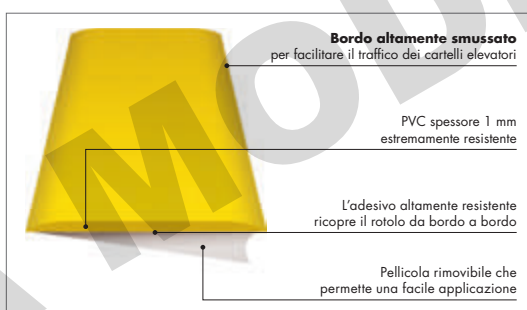 Bordo altamente smussato
per facilitare il traffico dei cartelli elevatori
PVC spessore 1 mm
estremamente resistente
L'adesivo altamente resistente
ricopre il rotolo da bordo a bordo
Pellicola rimovibile che
permette una facile applicazione